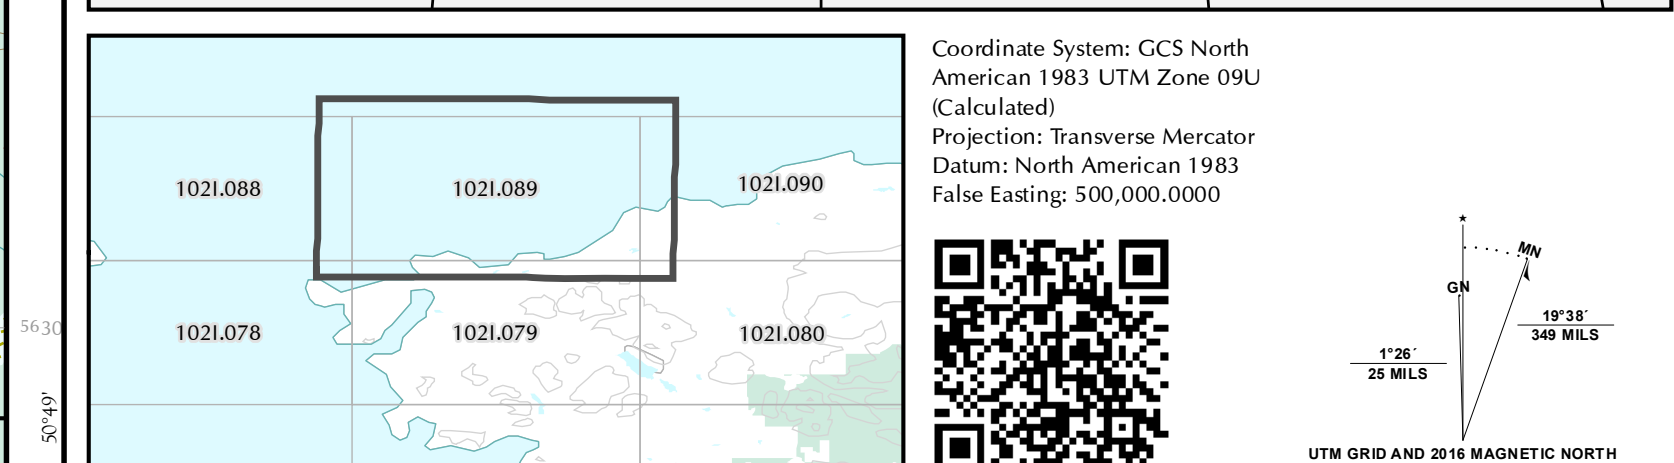 102I.088
102I.089
102I.090
102I.078
102I.079
102I.080
5630
50°49'
Coordinate System: GCS North
American 1983 UTM Zone 09U
(Calculated)
Projection: Transverse Mercator
Datum: North American 1983
False Easting: 500,000.0000
MN
GN
19°38´
349 MILS
1°26´
25 MILS
UTM GRID AND 2016 MAGNETIC NORTH